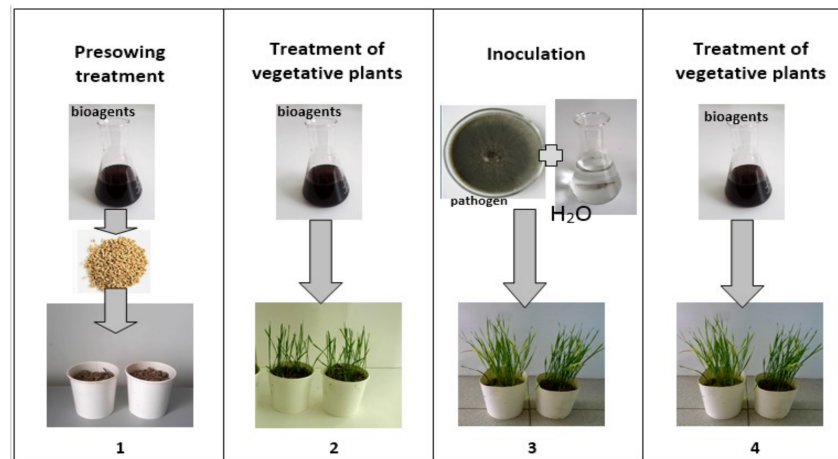 Presowing
treatment
bioagents
1
Treatment of
vegetative plants
bioagents
2
Inoculation
pathogen
H₂O
3
Treatment of
vegetative plants
bioagents
4